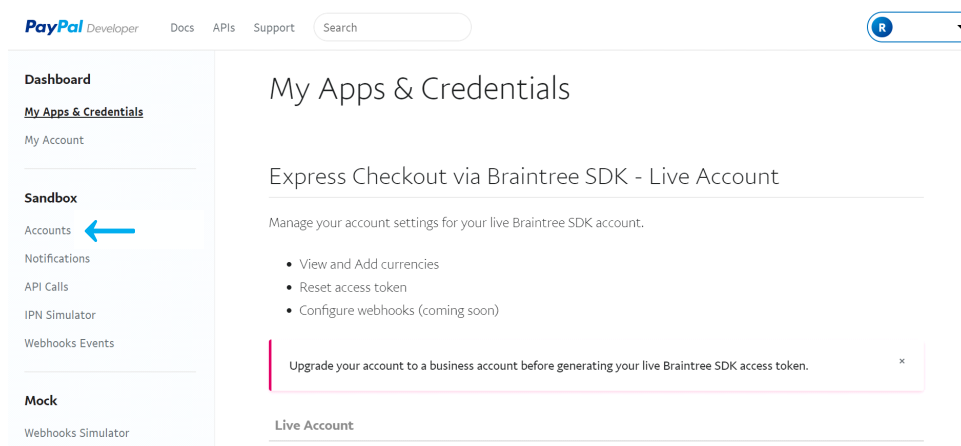 PayPal Developer Docs APIs Support Search R
Dashboard
My Apps & Credentials
My Account
Sandbox
Accounts
Notifications
API Calls
IPN Simulator
Webhooks Events
Mock
Webhooks Simulator
My Apps & Credentials
Express Checkout via Braintree SDK - Live Account
Manage your account settings for your live Braintree SDK account.
• View and Add currencies
• Reset access token
• Configure webhooks (coming soon)
Upgrade your account to a business account before generating your live Braintree SDK access token. ×
Live Account